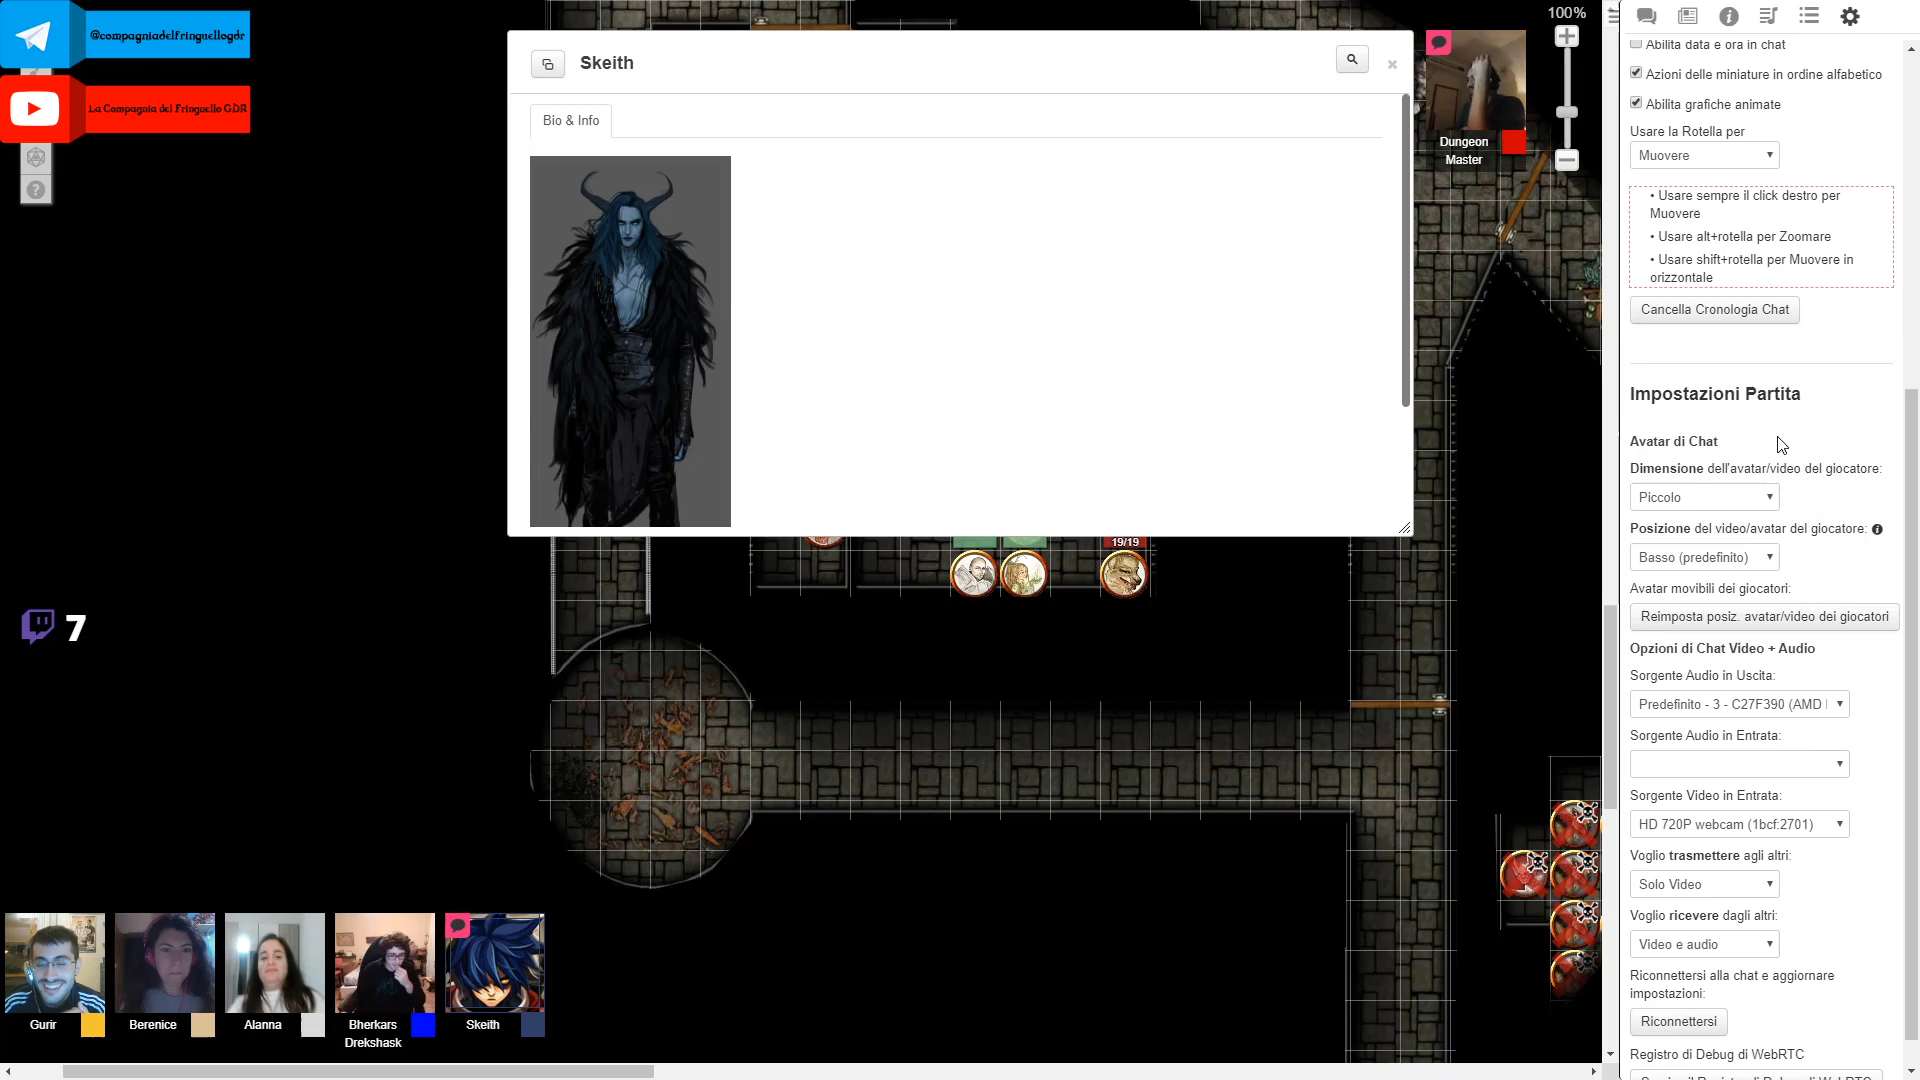 @compagniadelfringuellogdr
La Compagnia del Fringuello GDR
7
Skeith
Bio & Info
19/19
Gurir
Berenice
Alanna
Bherkars
Drekshask
Skeith
Dungeon
Master
100%
Abilita data e ora in chat
Azioni delle miniature in ordine alfabetico
Abilita grafiche animate
Usare la Rotella per
Muovere
• Usare sempre il click destro per
Muovere
• Usare alt+rotella per Zoomare
• Usare shift+rotella per Muovere in
orizzontale
Cancella Cronologia Chat
Impostazioni Partita
Avatar di Chat
Dimensione dell'avatar/video del giocatore:
Piccolo
Posizione del video/avatar del giocatore:
Basso (predefinito)
Avatar movibili dei giocatori:
Reimposta posiz. avatar/video dei giocatori
Opzioni di Chat Video + Audio
Sorgente Audio in Uscita:
Predefinito - 3 - C27F390 (AMD
Sorgente Audio in Entrata:
Sorgente Video in Entrata:
HD 720P webcam (1bcf:2701)
Voglio trasmettere agli altri:
Solo Video
Voglio ricevere dagli altri:
Video e audio
Riconnettersi alla chat e aggiornare
impostazioni:
Riconnettersi
Registro di Debug di WebRTC